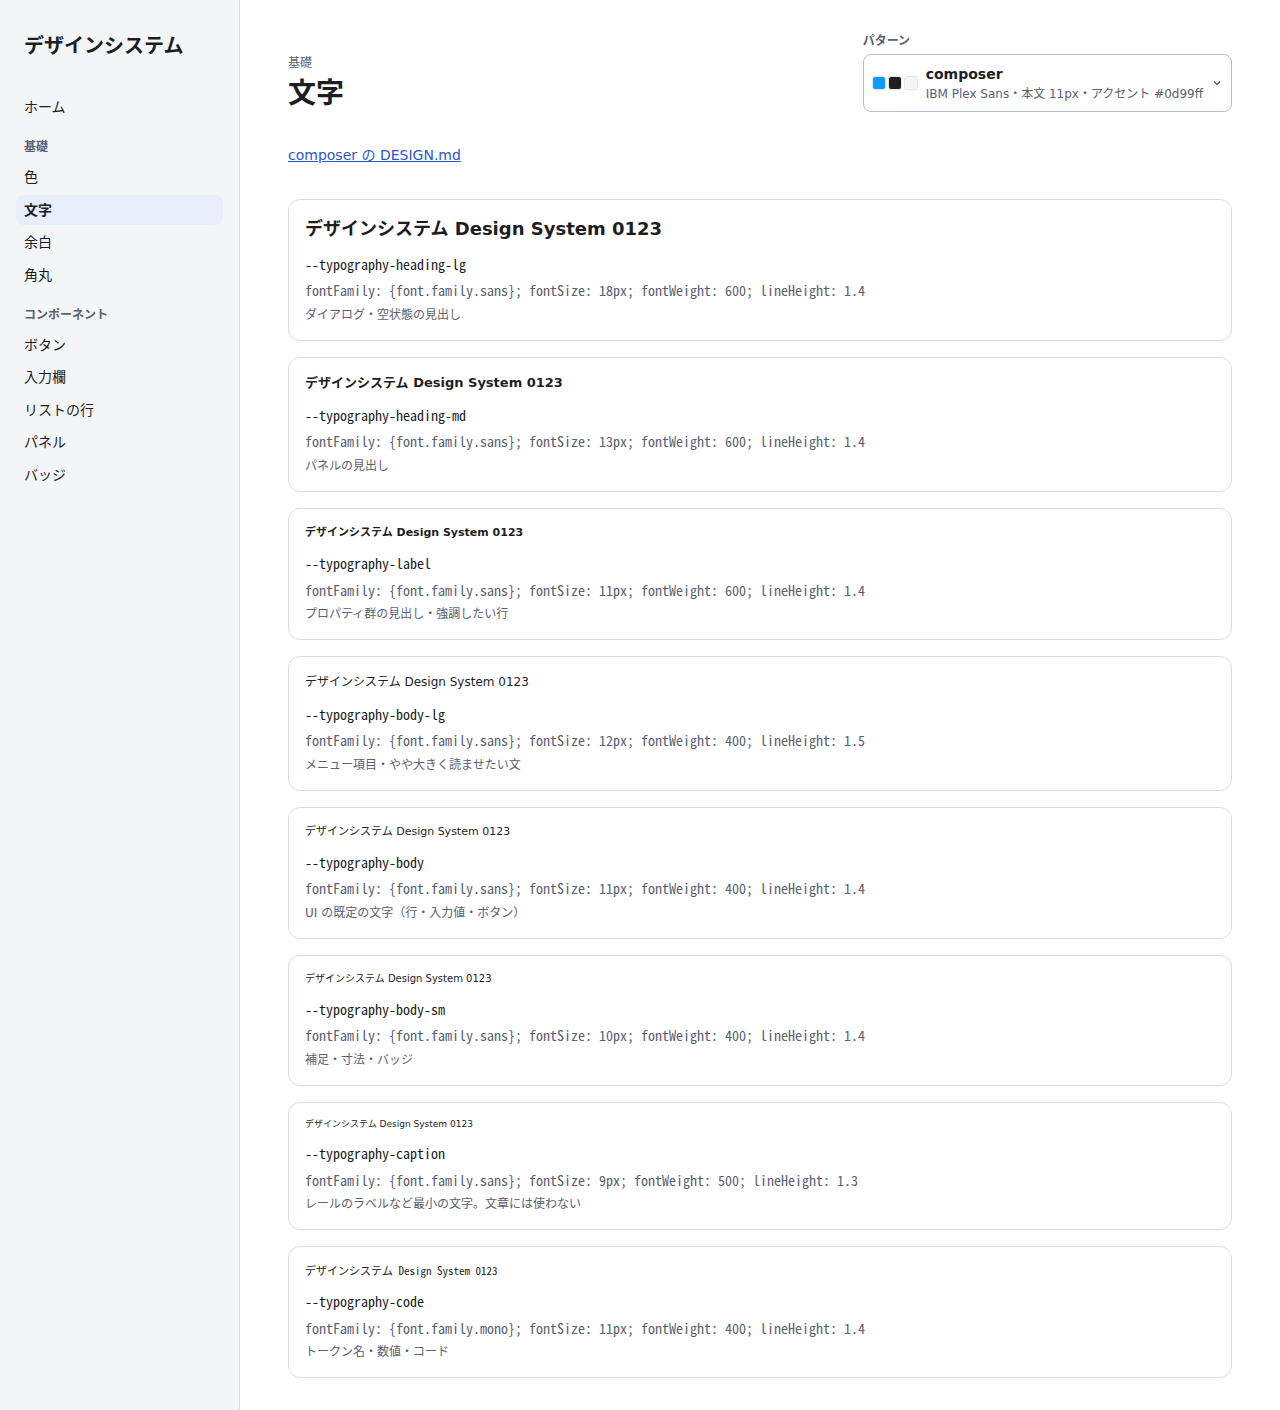 デザインシステム
ホーム
基礎
色
文字
余白
角丸
コンポーネント
ボタン
入力欄
リストの行
パネル
バッジ
基礎
文字
パターン
composer
IBM Plex Sans・本文 11px・アクセント #0d99ff
composer の DESIGN.md
デザインシステム Design System 0123
--typography-heading-lg
fontFamily: {font.family.sans}; fontSize: 18px; fontWeight: 600; lineHeight: 1.4
ダイアログ・空状態の見出し
デザインシステム Design System 0123
--typography-heading-md
fontFamily: {font.family.sans}; fontSize: 13px; fontWeight: 600; lineHeight: 1.4
パネルの見出し
デザインシステム Design System 0123
--typography-label
fontFamily: {font.family.sans}; fontSize: 11px; fontWeight: 600; lineHeight: 1.4
プロパティ群の見出し・強調したい行
デザインシステム Design System 0123
--typography-body-lg
fontFamily: {font.family.sans}; fontSize: 12px; fontWeight: 400; lineHeight: 1.5
メニュー項目・やや大きく読ませたい文
デザインシステム Design System 0123
--typography-body
fontFamily: {font.family.sans}; fontSize: 11px; fontWeight: 400; lineHeight: 1.4
UI の既定の文字（行・入力値・ボタン）
デザインシステム Design System 0123
--typography-body-sm
fontFamily: {font.family.sans}; fontSize: 10px; fontWeight: 400; lineHeight: 1.4
補足・寸法・バッジ
デザインシステム Design System 0123
--typography-caption
fontFamily: {font.family.sans}; fontSize: 9px; fontWeight: 500; lineHeight: 1.3
レールのラベルなど最小の文字。文章には使わない
デザインシステム Design System 0123
--typography-code
fontFamily: {font.family.mono}; fontSize: 11px; fontWeight: 400; lineHeight: 1.4
トークン名・数値・コード